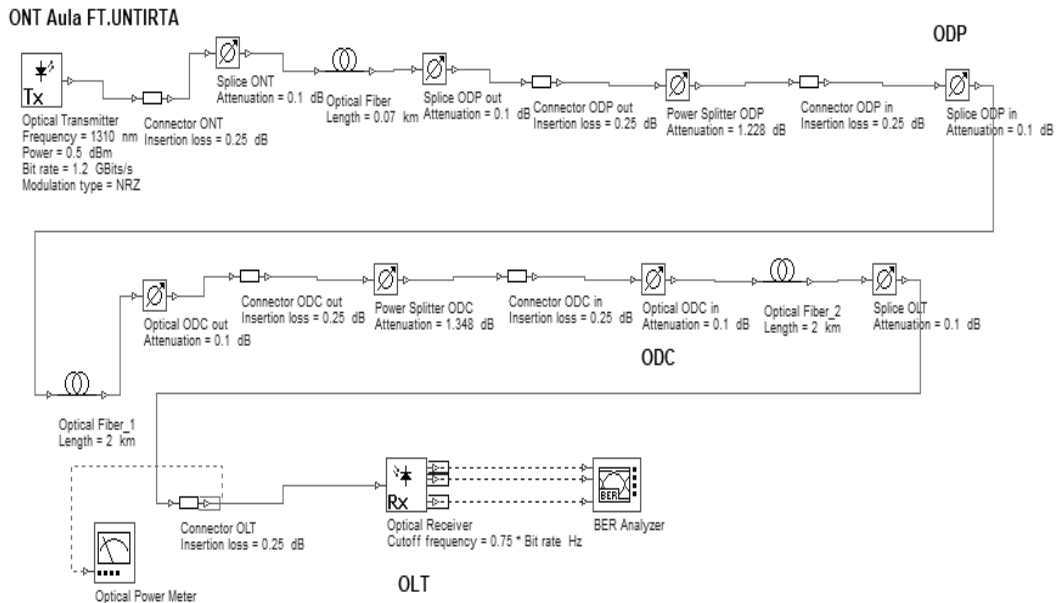 ONT Aula FT.UNTIRTA
ODP
Tx
Optical Transmitter
Frequency = 1310 nm
Power = 0.5 dBm
Bit rate = 1.2 GBits/s
Modulation type = NRZ
Connector ONT
Insertion loss = 0.25 dB
Splice ONT
Attenuation = 0.1 dB
Optical Fiber
Length = 0.07 km
Splice ODP out
Attenuation = 0.1 dB
Connector ODP out
Insertion loss = 0.25 dB
Power Splitter ODP
Attenuation = 1.228 dB
Connector ODP in
Insertion loss = 0.25 dB
Splice ODP in
Attenuation = 0.1 dB
Optical ODC out
Attenuation = 0.1 dB
Connector ODC out
Insertion loss = 0.25 dB
Power Splitter ODC
Attenuation = 1.348 dB
Connector ODC in
Insertion loss = 0.25 dB
Optical ODC in
Attenuation = 0.1 dB
Optical Fiber_2
Length = 2 km
Splice OLT
Attenuation = 0.1 dB
ODC
Optical Fiber_1
Length = 2 km
Connector OLT
Insertion loss = 0.25 dB
Rx
Optical Receiver
Cutoff frequency = 0.75 * Bit rate Hz
BER
BER Analyzer
OLT
Optical Power Meter